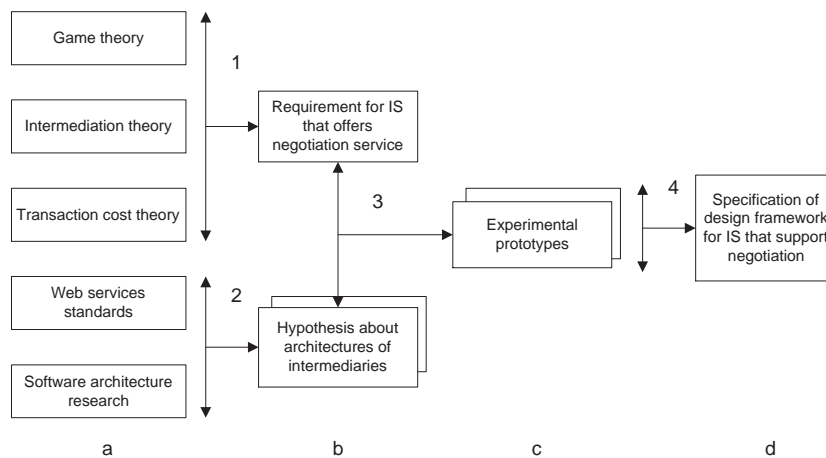 Game theory
1
Intermediation theory
Requirement for IS
that offers
negotiation service
Transaction cost theory
3
Experimental
prototypes
4
Specification of
design framework
for IS that support
negotiation
Web services
standards
2
Hypothesis about
architectures of
intermediaries
Software architecture
research
a
b
c
d